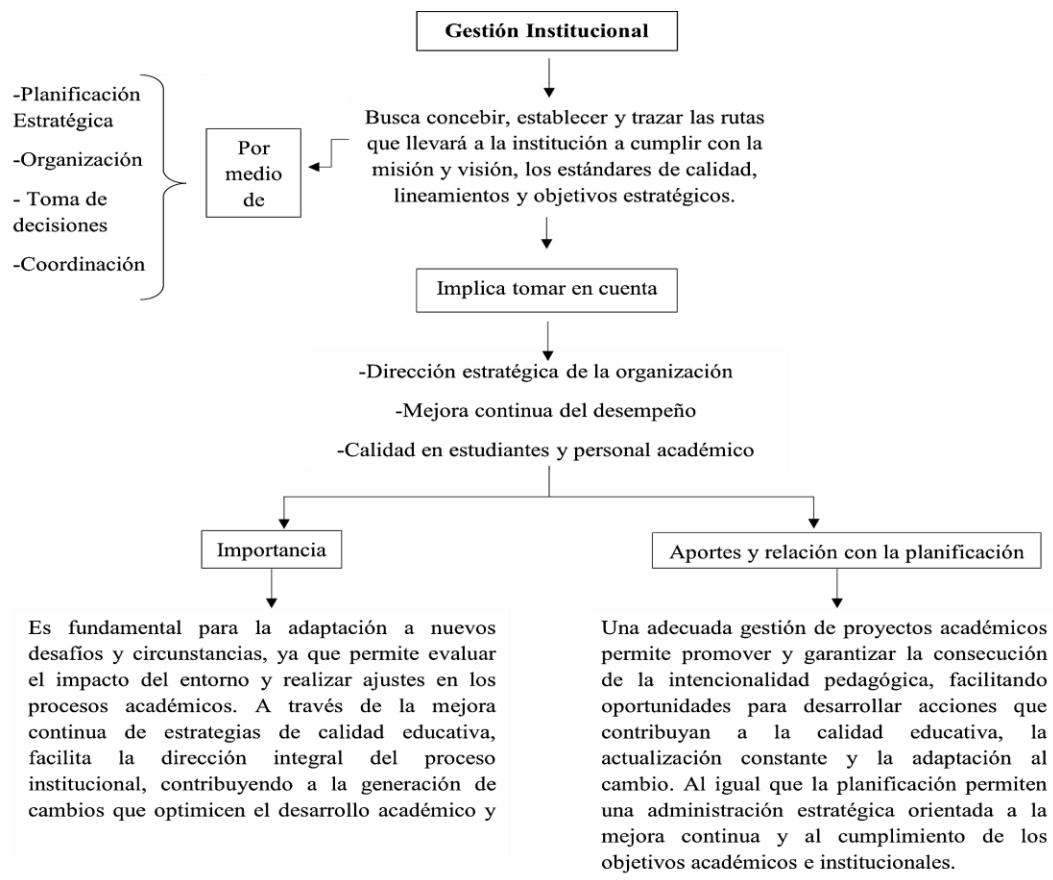 Gestión Institucional
-Planificación
Estratégica
-Organización
- Toma de
decisiones
-Coordinación
Por
medio
de
Busca concebir, establecer y trazar las rutas
que llevará a la institución a cumplir con la
misión y visión, los estándares de calidad,
lineamientos y objetivos estratégicos.
Implica tomar en cuenta
-Dirección estratégica de la organización
-Mejora continua del desempeño
-Calidad en estudiantes y personal académico
Importancia
Es fundamental para la adaptación a nuevos
desafíos y circunstancias, ya que permite evaluar
el impacto del entorno y realizar ajustes en los
procesos académicos. A través de la mejora
continua de estrategias de calidad educativa,
facilita la dirección integral del proceso
institucional, contribuyendo a la generación de
cambios que optimicen el desarrollo académico y
Aportes y relación con la planificación
Una adecuada gestión de proyectos académicos
permite promover y garantizar la consecución
de la intencionalidad pedagógica, facilitando
oportunidades para desarrollar acciones que
contribuyan a la calidad educativa, la
actualización constante y la adaptación al
cambio. Al igual que la planificación permiten
una administración estratégica orientada a la
mejora continua y al cumplimiento de los
objetivos académicos e institucionales.